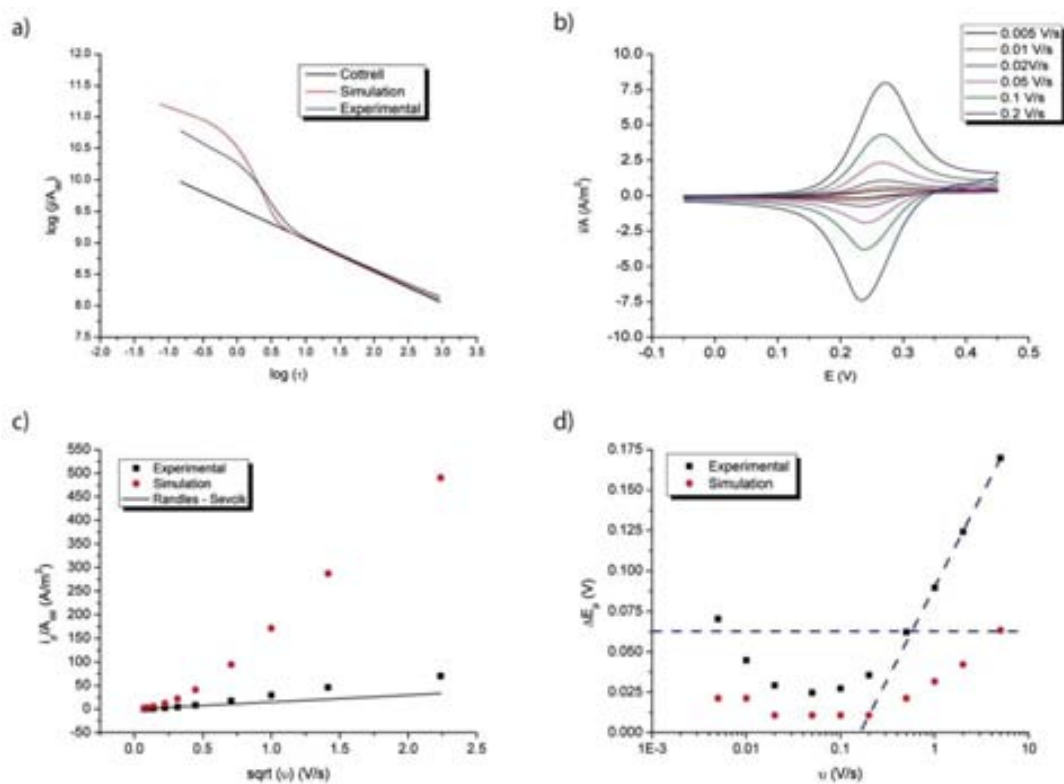 a)
12.0
11.5
11.0
10.5
10.0
9.5
9.0
8.5
8.0
7.5
-2.0 -1.5 -1.0 -0.5 0.0 0.5 1.0 1.5 2.0 2.5 3.0 3.5
log (τ)
Cottrell
Simulation
Experimental
b)
0.005 V/s
0.01 V/s
0.02V/s
0.05 V/s
0.1 V/s
0.2 V/s
10.0
7.5
5.0
2.5
0.0
-2.5
-5.0
-7.5
-10.0
i/A (A/m²)
-0.1 0.0 0.1 0.2 0.3 0.4 0.5
E (V)
c)
550
500
450
400
350
300
250
200
150
100
50
0
-50
Experimental
Simulation
Randles - Sevcik
0.0 0.5 1.0 1.5 2.0 2.5
sqrt (υ) (V/s)
d)
0.175
0.150
0.125
0.100
0.075
0.050
0.025
0.000
ΔEp (V)
Experimental
Simulation
1E-3 0.01 0.1 1 10
υ (V/s)